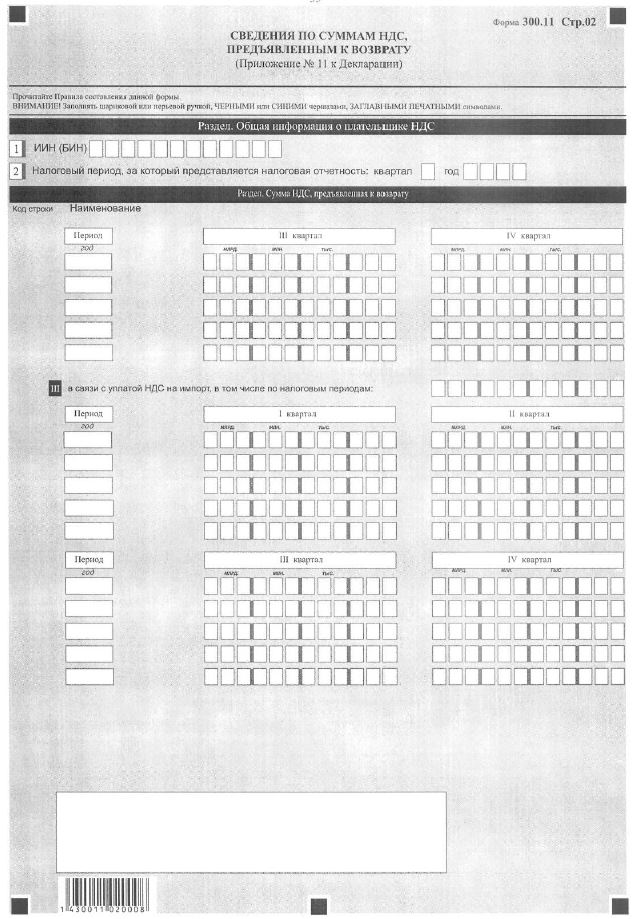 Форма 300.11 Стр.02
СВЕДЕНИЯ ПО СУММАМ НДС,
ПРЕДЪЯВЛЕННЫМ К ВОЗВРАТУ
(Приложение № 11 к Декларации)
Прочитайте Правила составления данной формы.
ВНИМАНИЕ! Заполнять шариковой или перьевой ручкой, ЧЕРНЫМИ или СИНИМИ чернилами, ЗАГЛАВНЫМИ ПЕЧАТНЫМИ символами.
Раздел. Общая информация о плательщике НДС
1 ИИН (БИН)
2 Налоговый период, за который представляется налоговая отчетность: квартал год
Раздел. Сумма НДС, предъявленная к возврату
Код строки Наименование
Период III квартал IV квартал
год млрд. млн. тыс. млрд. млн. тыс.
III в связи с уплатой НДС на импорт, в том числе по налоговым периодам:
Период I квартал II квартал
год млрд. млн. тыс. млрд. млн. тыс.
Период III квартал IV квартал
год млрд. млн. тыс. млрд. млн. тыс.
1 430011 020008